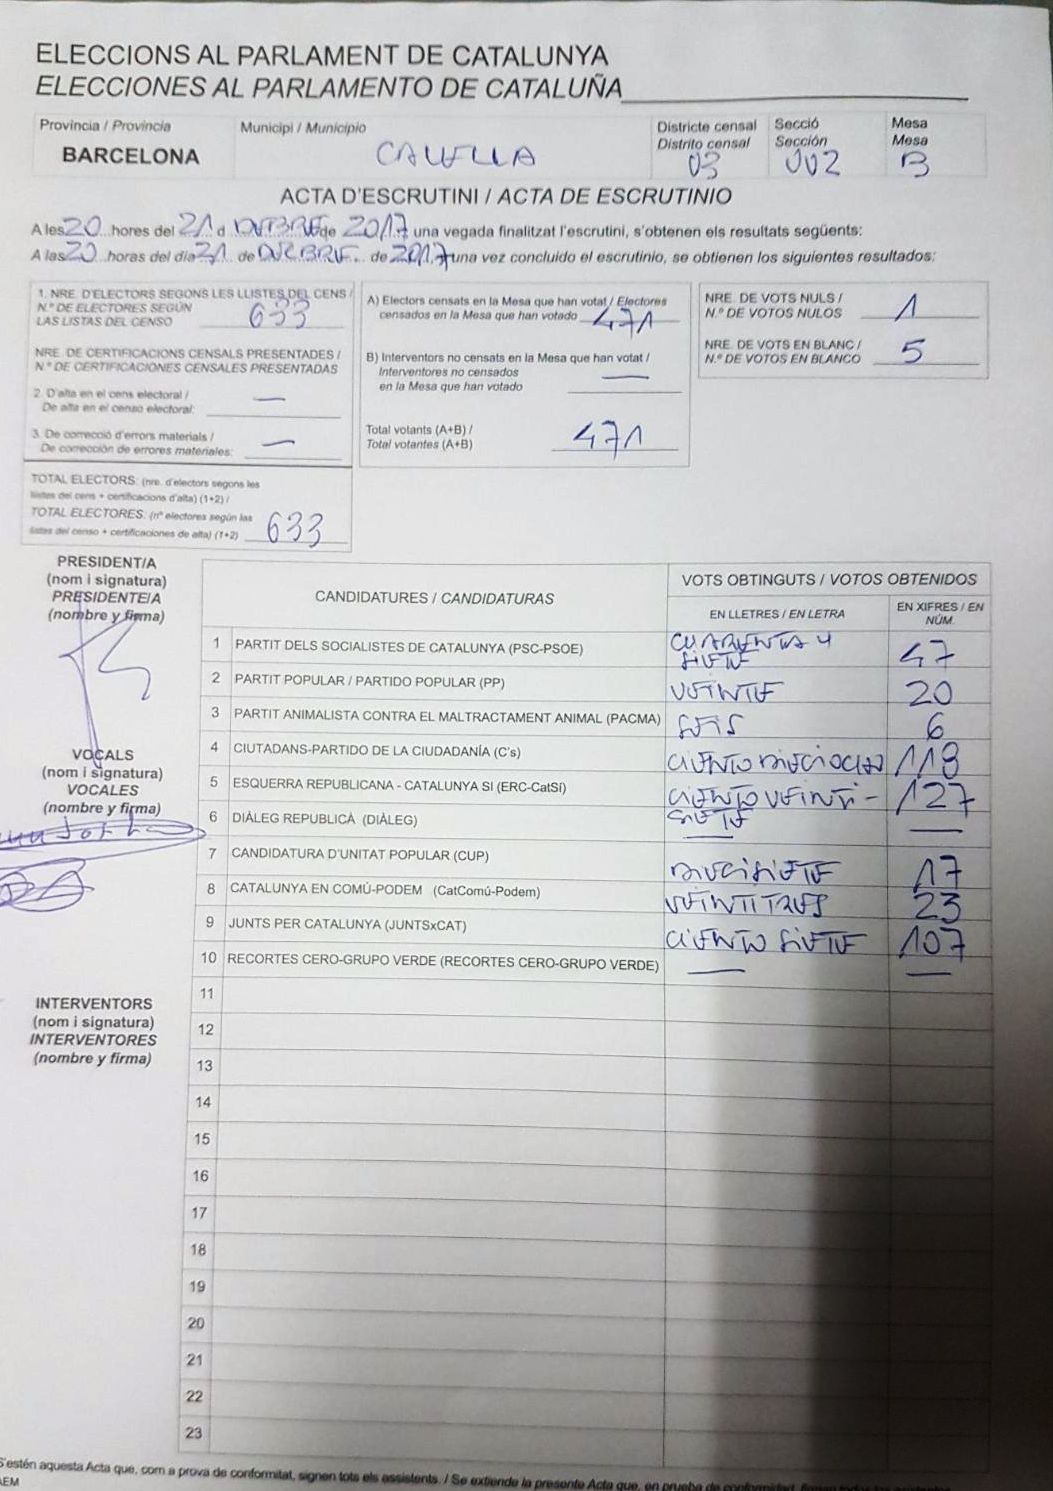 ELECCIONS AL PARLAMENT DE CATALUNYA
ELECCIONES AL PARLAMENTO DE CATALUÑA
Provincia / Provincia
BARCELONA
Municipi / Municipio
CALELLA
Districte censal
Distrito censal
03
Secció
Sección
002
Mesa
Mesa
B
ACTA D'ESCRUTINI / ACTA DE ESCRUTINIO
A les 20 hores del 21 d de 2017 una vegada finalitzat l'escrutini, s'obtenen els resultats següents:
A las 20 horas del día 21 de de 2017 una vez concluido el escrutinio, se obtienen los siguientes resultados:
1. NRE. D'ELECTORS SEGONS LES LLISTES DEL CENS /
N.º DE ELECTORES SEGÚN
LAS LISTAS DEL CENSO 633
NRE. DE CERTIFICACIONS CENSALS PRESENTADES /
N.º DE CERTIFICACIONES CENSALES PRESENTADAS
2. D'alta en el cens electoral /
De alta en el censo electoral: —
3. De correcció d'errors materials /
De corrección de errores materiales: —
TOTAL ELECTORS: (nre. d'electors segons les
llistes del cens + certificacions d'alta) (1+2) /
TOTAL ELECTORES: (nº electores según las
listas del censo + certificaciones de alta) (1+2) 633
A) Electors censats en la Mesa que han votat / Electores
censados en la Mesa que han votado 471
B) Interventors no censats en la Mesa que han votat /
Interventores no censados
en la Mesa que han votado —
Total votants (A+B) /
Total votantes (A+B) 471
NRE. DE VOTS NULS /
N.º DE VOTOS NULOS 1
NRE. DE VOTS EN BLANC /
N.º DE VOTOS EN BLANCO 5
PRESIDENT/A
(nom i signatura)
PRESIDENTE/A
(nombre y firma)
VOCALS
(nom i signatura)
VOCALES
(nombre y firma)
INTERVENTORS
(nom i signatura)
INTERVENTORES
(nombre y firma)
CANDIDATURES / CANDIDATURAS
VOTS OBTINGUTS / VOTOS OBTENIDOS
EN LLETRES / EN LETRA
EN XIFRES / EN
NÚM.
1 PARTIT DELS SOCIALISTES DE CATALUNYA (PSC-PSOE) CUARENTA Y SIETE 47
2 PARTIT POPULAR / PARTIDO POPULAR (PP) VEINTE 20
3 PARTIT ANIMALISTA CONTRA EL MALTRACTAMENT ANIMAL (PACMA) SEIS 6
4 CIUTADANS-PARTIDO DE LA CIUDADANÍA (C's) CIENTO DIECIOCHO 118
5 ESQUERRA REPUBLICANA - CATALUNYA SI (ERC-CatSí) CIENTO VEINTI-SIETE 127
6 DIÀLEG REPUBLICÀ (DIÀLEG) — —
7 CANDIDATURA D'UNITAT POPULAR (CUP) DIECISIETE 17
8 CATALUNYA EN COMÚ-PODEM (CatComú-Podem) VEINTITRES 23
9 JUNTS PER CATALUNYA (JUNTSxCAT) CIENTO SIETE 107
10 RECORTES CERO-GRUPO VERDE (RECORTES CERO-GRUPO VERDE) — —
11
12
13
14
15
16
17
18
19
20
21
22
23
S'estén aquesta Acta que, com a prova de conformitat, signen tots els assistents. / Se extiende la presente Acta que, en prueba de conformidad, firman todos los
AEM